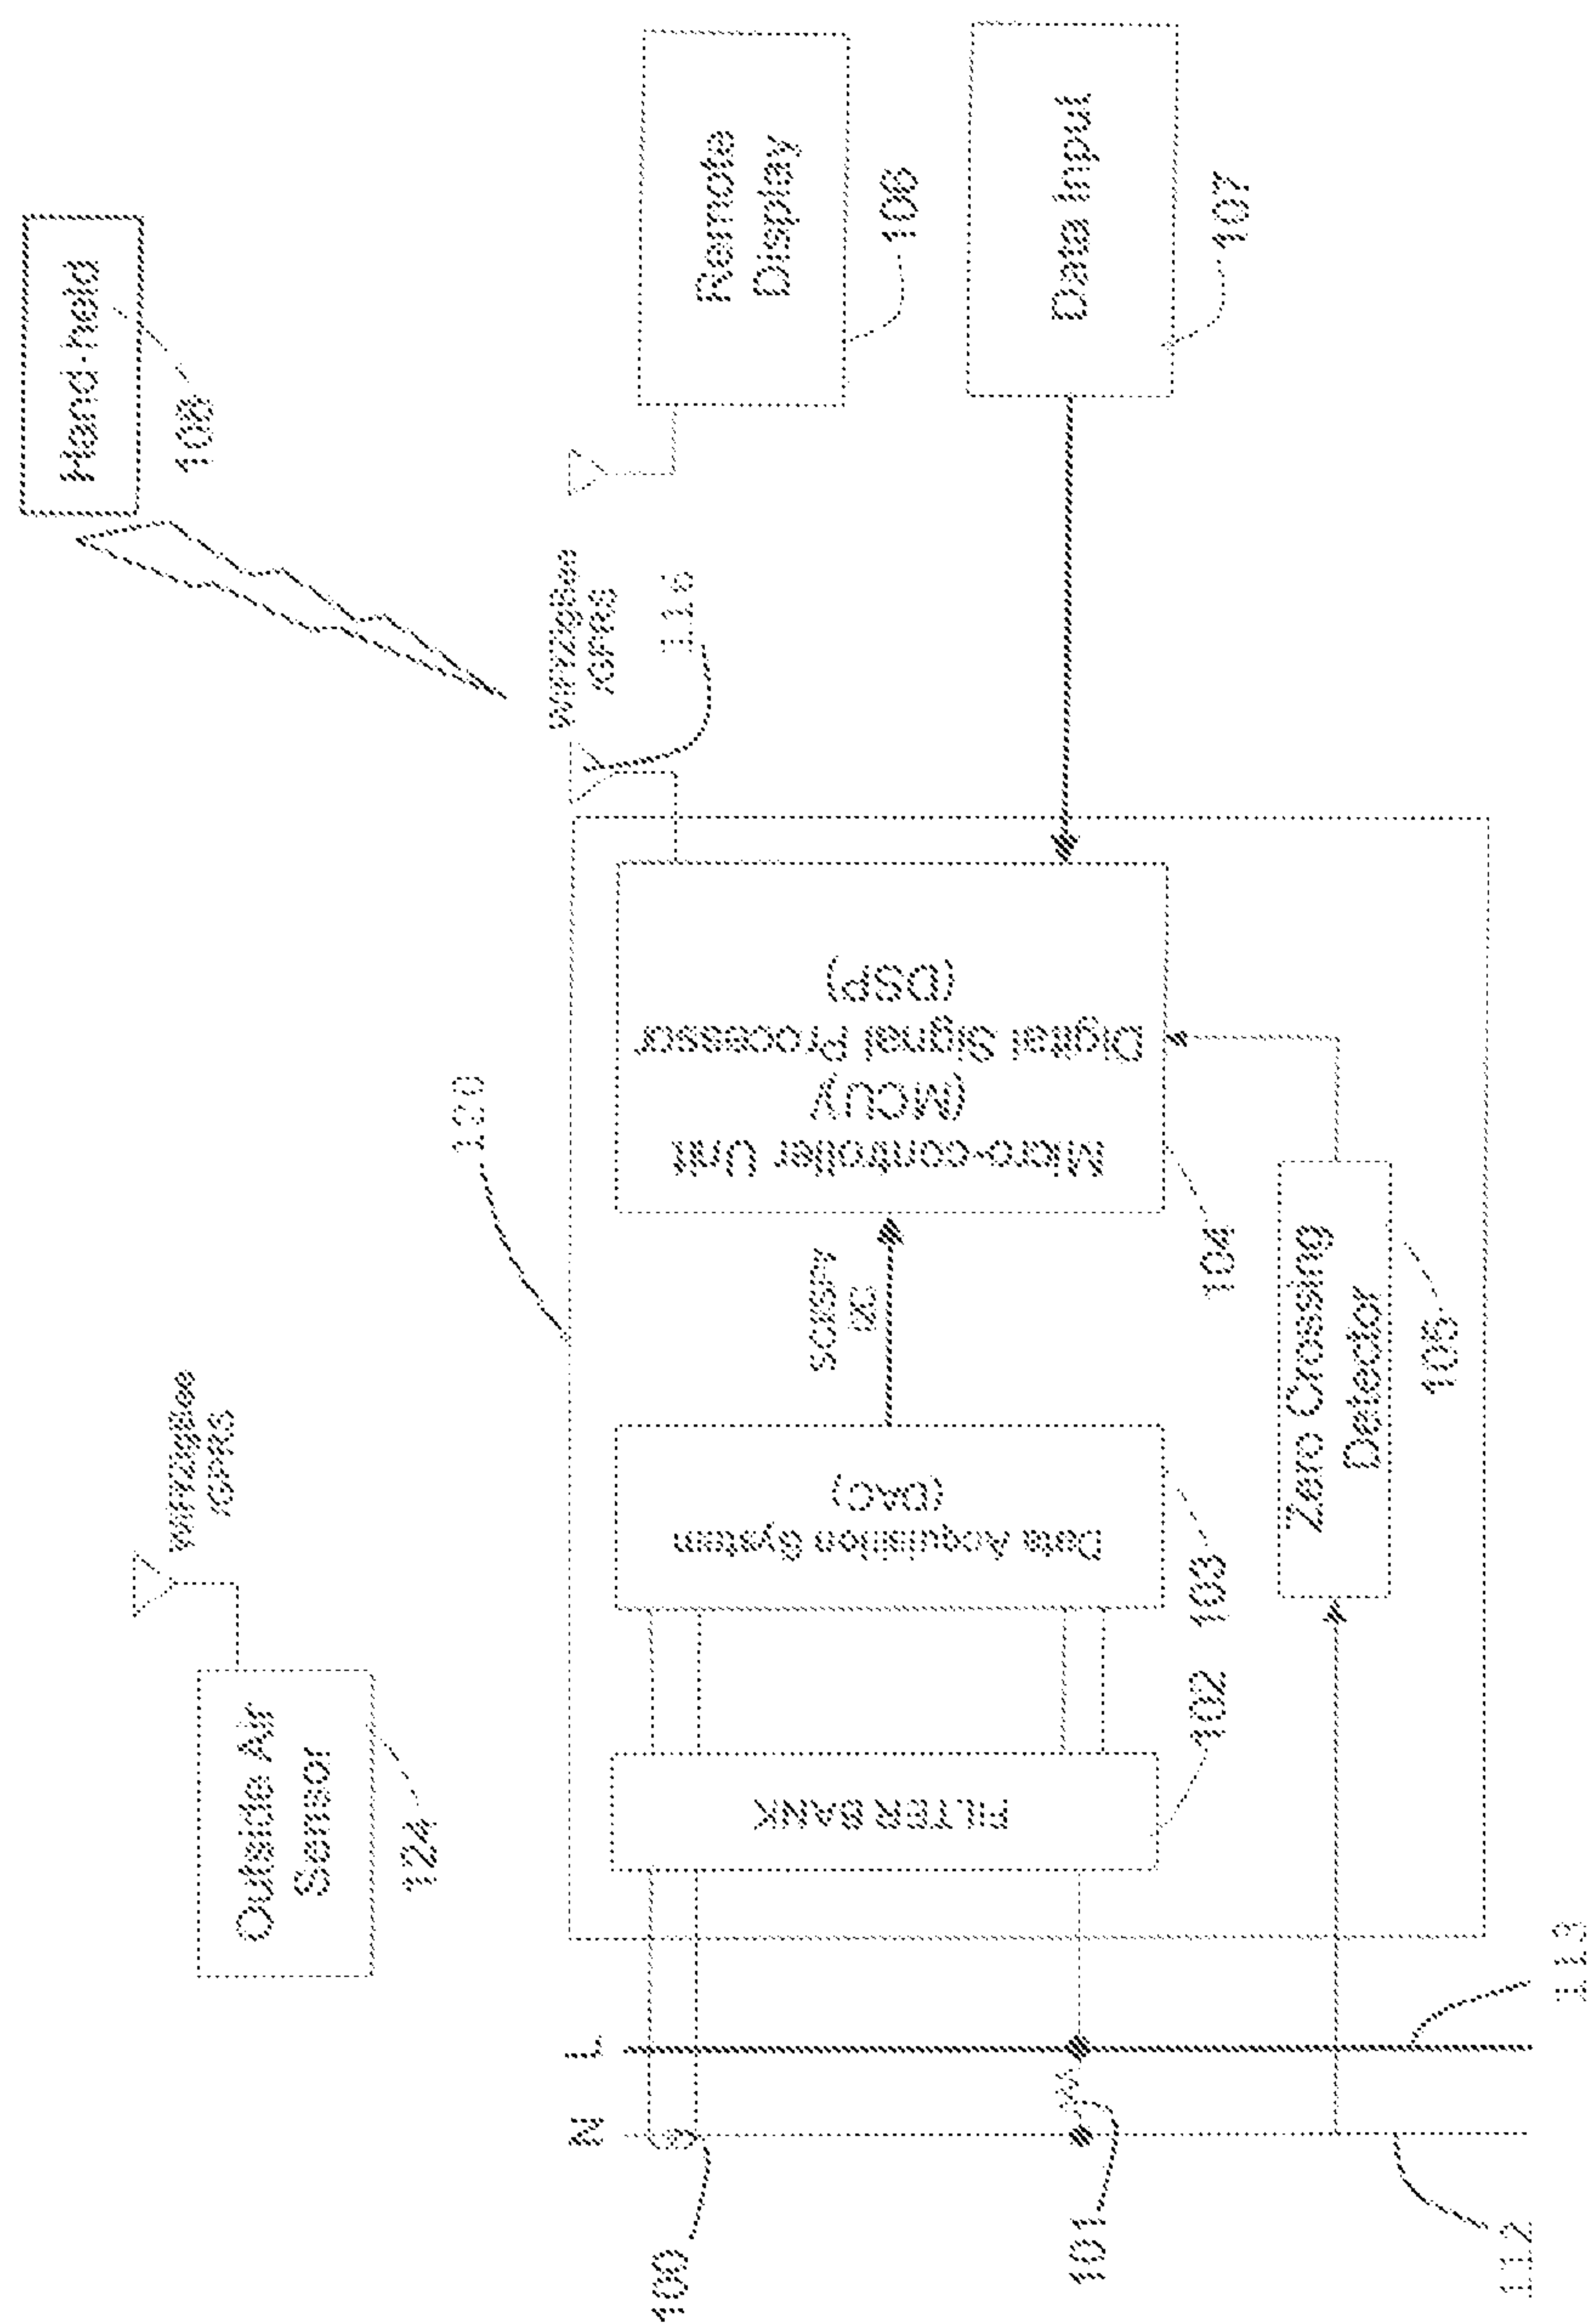 Hand-held
108
Remote
Display
106
Data Input
107
WIFI/ZigBee
/GPRS
116
Micro-controller Unit
(MCU)/
Digital Signal Processor
(DSP)
104
SCI/SPI/
Data Acquisition System
(DAC)
103
FILTER BANK
102
Zero Crossing
Detector
105
WIFI/ZigBee
/GPRS
Outside Air
Sensor
124
N
L
100
101
112
113